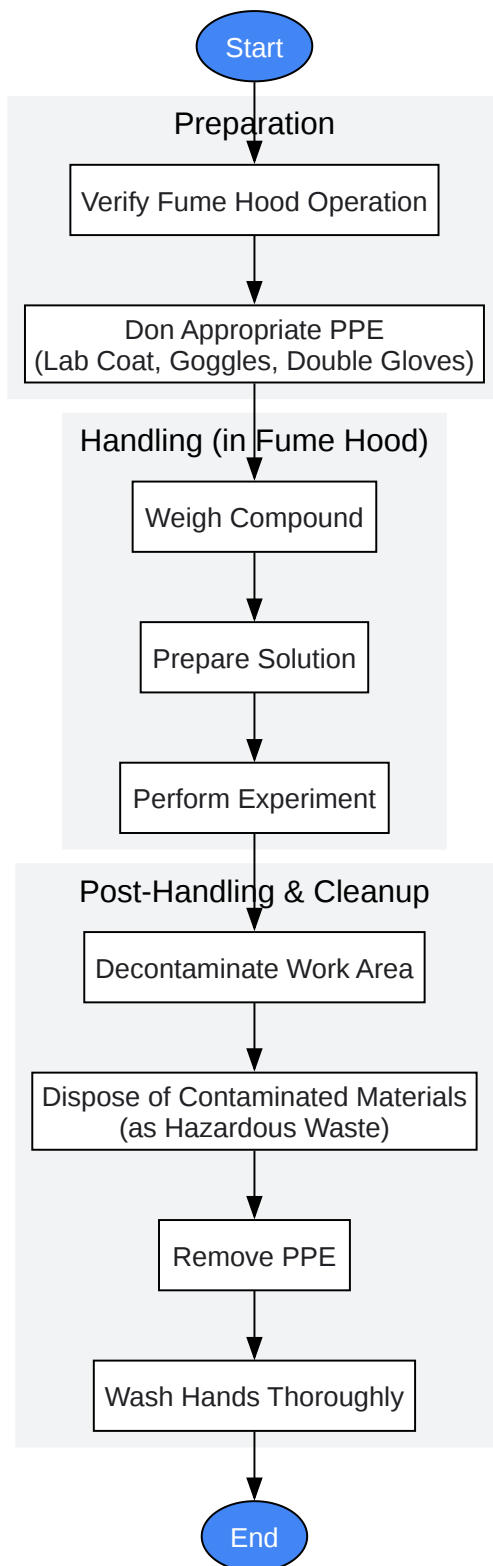 Start
Preparation
Verify Fume Hood Operation
Don Appropriate PPE
(Lab Coat, Goggles, Double Gloves)
Handling (in Fume Hood)
Weigh Compound
Prepare Solution
Perform Experiment
Post-Handling & Cleanup
Decontaminate Work Area
Dispose of Contaminated Materials
(as Hazardous Waste)
Remove PPE
Wash Hands Thoroughly
End